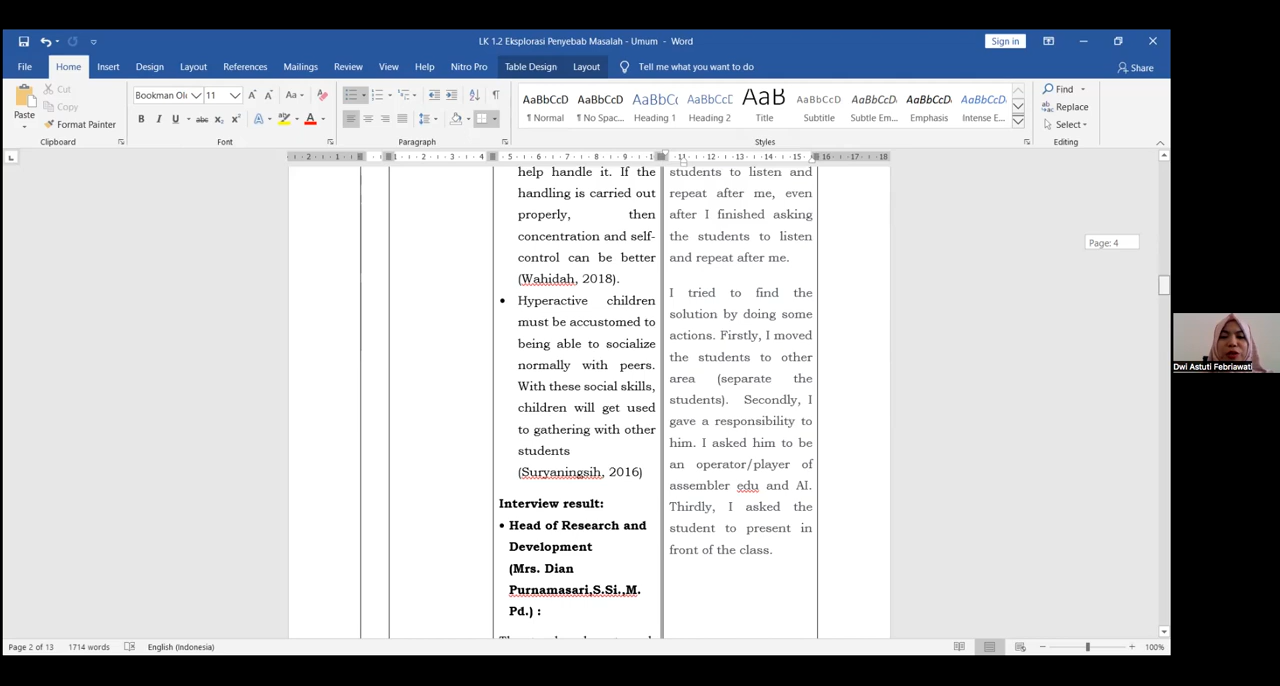 LK 1.2 Eksplorasi Penyebab Masalah - Umum - Word
Sign in
File Home Insert Design Layout References Mailings Review View Help Nitro Pro Table Design Layout Tell me what you want to do Share
Paste
Cut
Copy
Format Painter
Bookman Ol 11
Clipboard
Font
Paragraph
AaBbCcD AaBbCcD AaBbCcD AaBbCcD AaB AaBbCcD AaBbCcD AaBbCcD AaBbCcD
¶ Normal ¶ No Spac... Heading 1 Heading 2 Title Subtitle Subtle Em... Emphasis Intense E...
Styles
Find
Replace
Select
Editing
help handle it. If the
handling is carried out
properly, then
concentration and self-
control can be better
(Wahidah, 2018).
• Hyperactive children
must be accustomed to
being able to socialize
normally with peers.
With these social skills,
children will get used
to gathering with other
students
(Suryaningsih, 2016)
Interview result:
• Head of Research and
Development
(Mrs. Dian
Purnamasari,S.Si.,M.
Pd.) :
students to listen and
repeat after me, even
after I finished asking
the students to listen
and repeat after me.
I tried to find the
solution by doing some
actions. Firstly, I moved
the students to other
area (separate the
students). Secondly, I
gave a responsibility to
him. I asked him to be
an operator/player of
assembler edu and AI.
Thirdly, I asked the
student to present in
front of the class.
Page: 4
Dwi Astuti Febriawati
Page 2 of 13 1714 words English (Indonesia) 100%